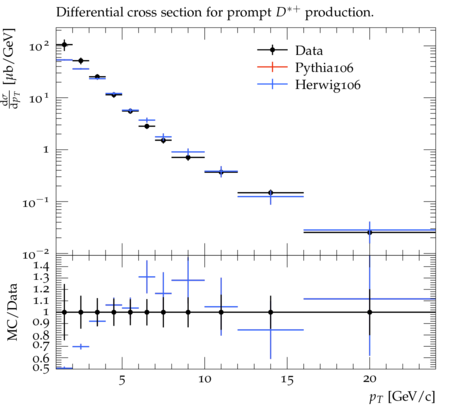 Differential cross section for prompt D*+ production.
dσ/dpT [μb/GeV]
Data
Pythia106
Herwig106
10²
10¹
1
10⁻¹
10⁻²
MC/Data
1.4
1.3
1.2
1.1
1
0.9
0.8
0.7
0.6
0.5
5
10
15
20
pT [GeV/c]